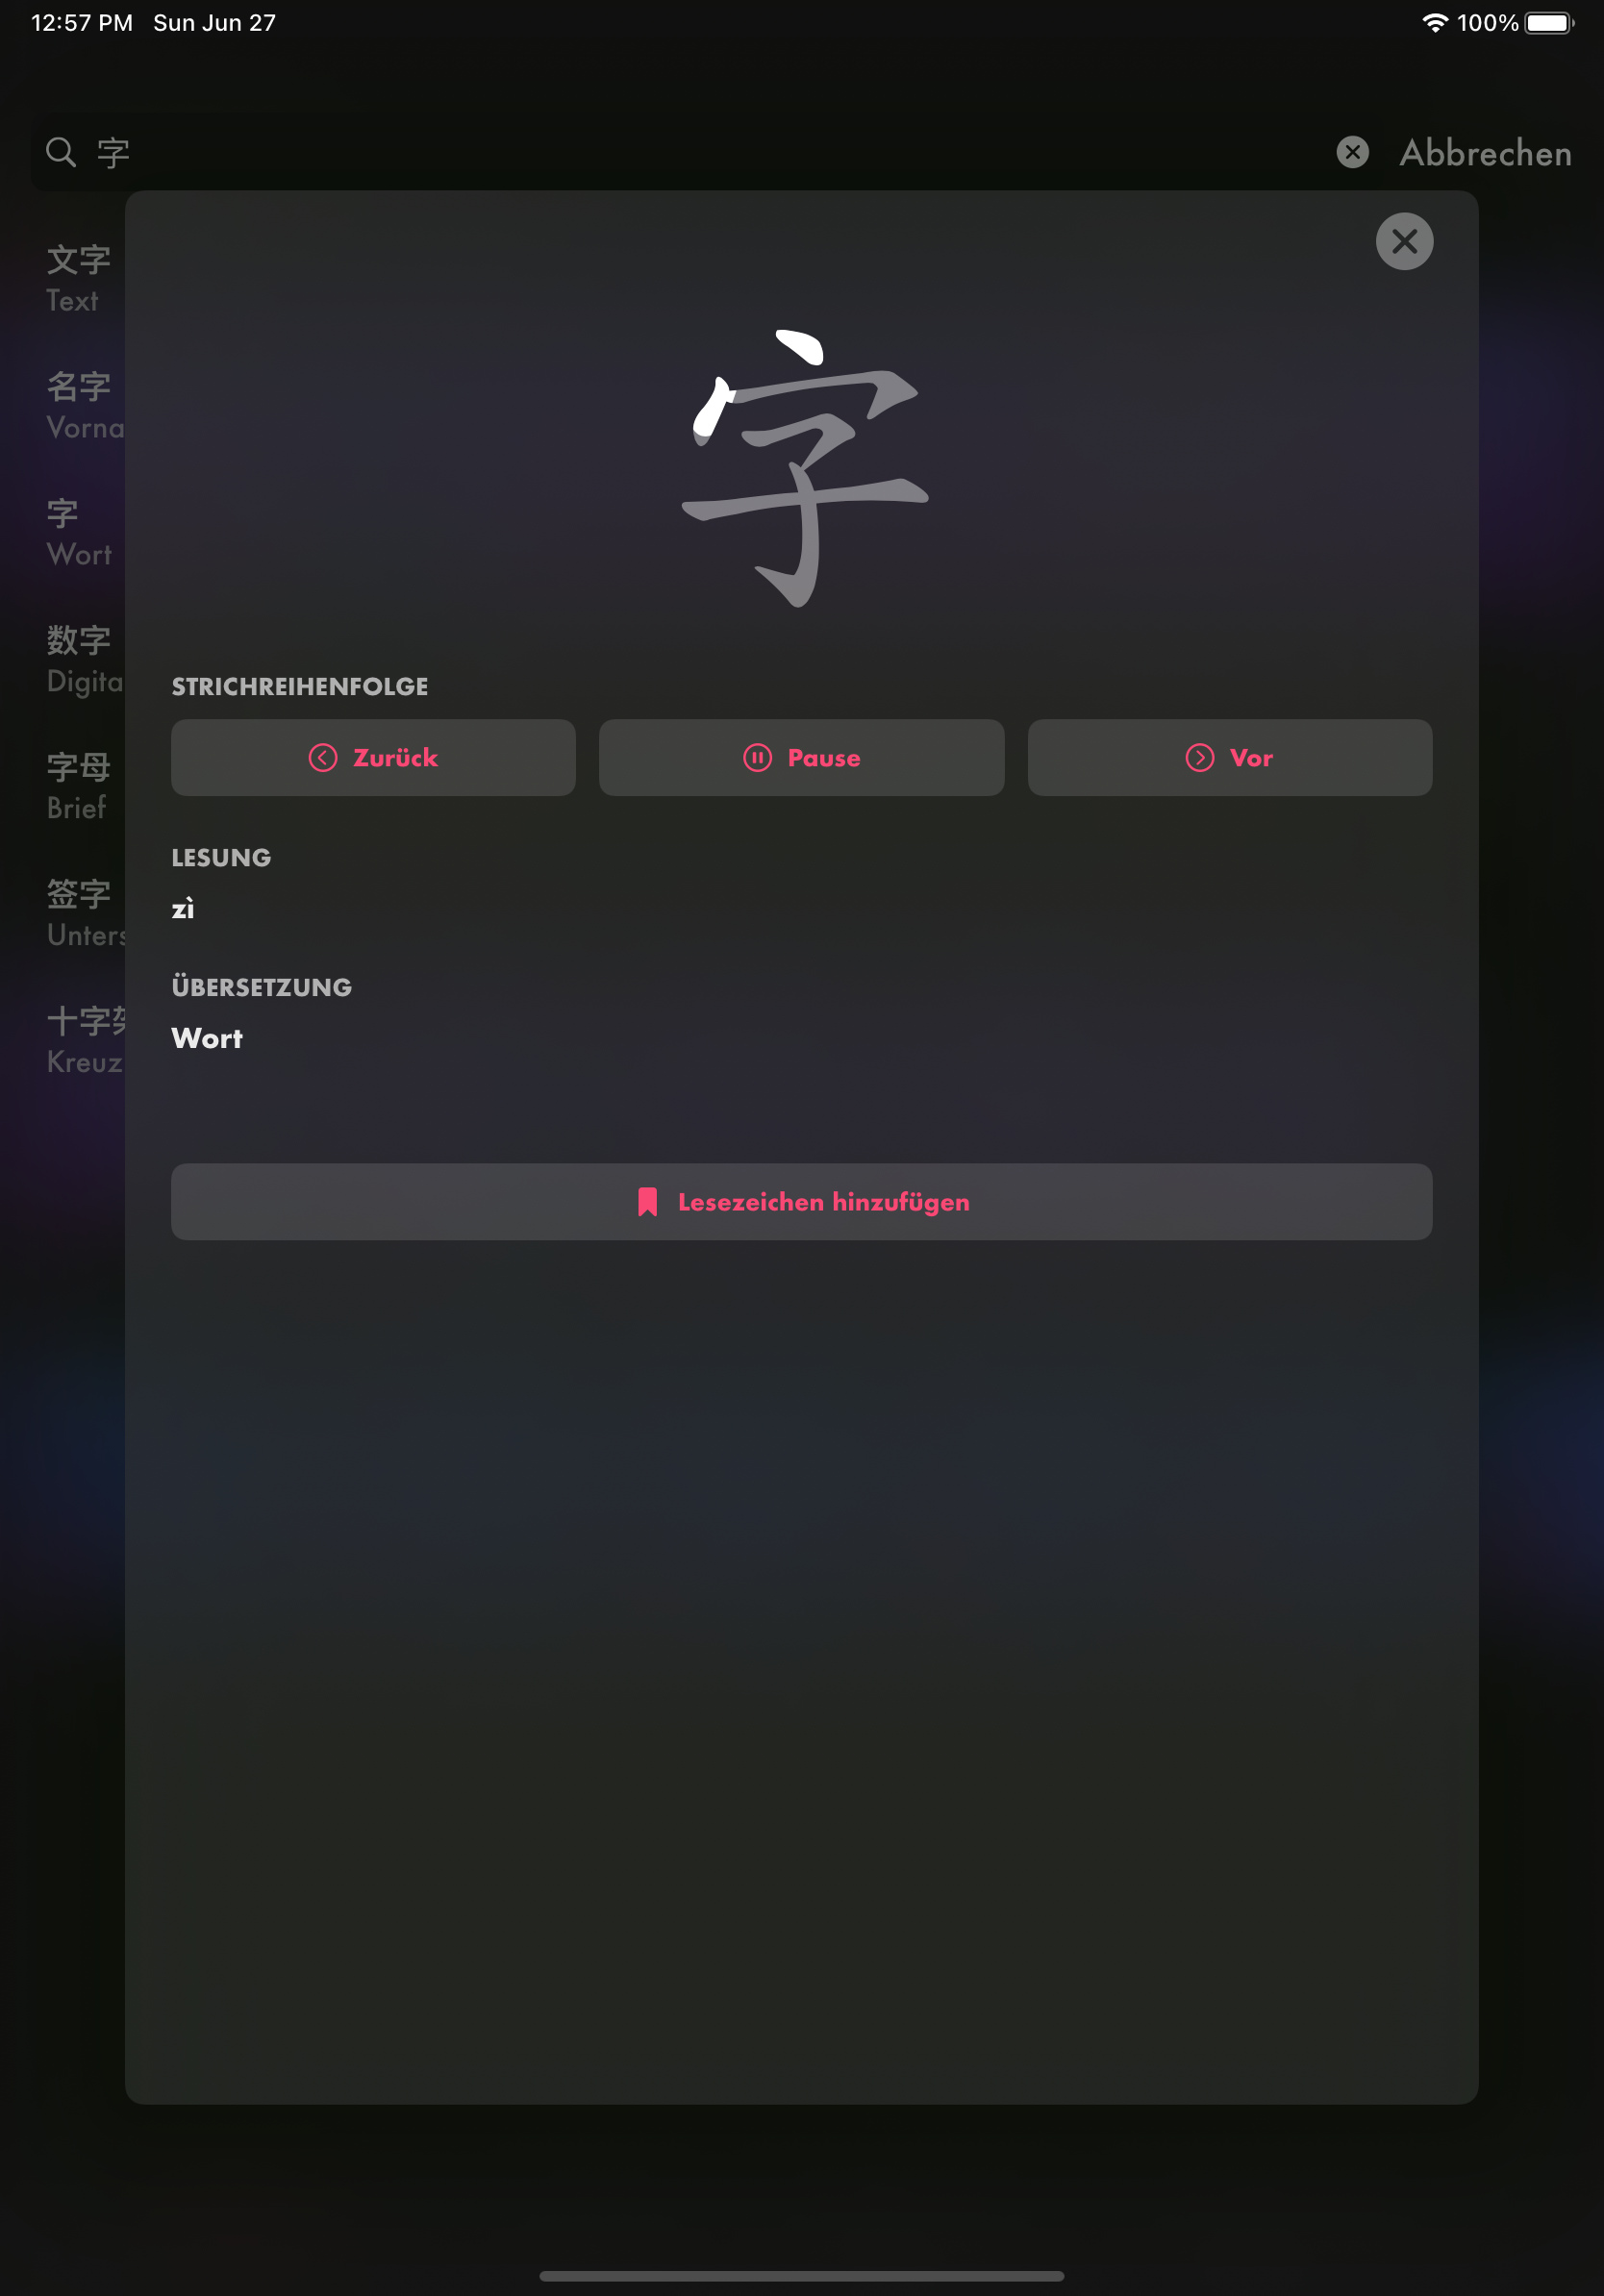 12:57 PM Sun Jun 27 100%
字 Abbrechen
文字
Text
名字
Vorna
字
Wort
数字
Digita
字母
Brief
签字
Unters
十字
Kreuz
字
STRICHREIHENFOLGE
Zurück Pause Vor
LESUNG
zì
ÜBERSETZUNG
Wort
Lesezeichen hinzufügen